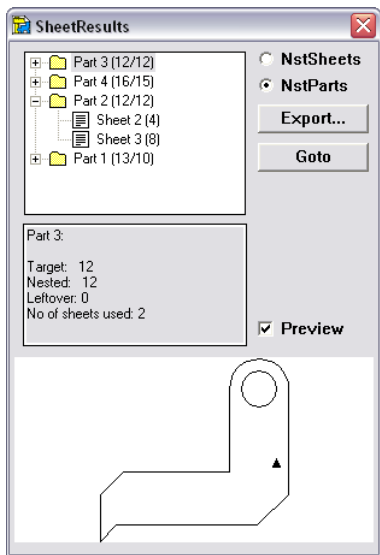 SheetResults
Part 3 (12/12)
Part 4 (16/15)
Part 2 (12/12)
Sheet 2 (4)
Sheet 3 (8)
Part 1 (13/10)
NstSheets
NstParts
Export...
Goto
Part 3:
Target: 12
Nested: 12
Leftover: 0
No of sheets used: 2
Preview